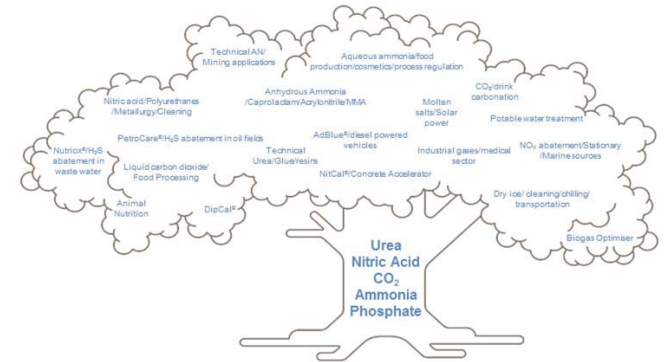 Technical AN/
Mining applications
Aqueous ammonia/food
production/cosmetics/process regulation
CO₂/drink
carbonation
Nitric acid/Polyurethanes
/Metallurgy/Cleaning
Anhydrous Ammonia
/Caprolactam/Acrylonitrile/MMA
Molten
salts/Solar
power
Potable water treatment
PetroCare®/H₂S abatement in oil fields
AdBlue®/diesel powered
vehicles
Nutriox®/H₂S
abatement in
waste water
Technical
Urea/Glue/resins
Industrial gases/medical
sector
NOₓ abatement/Stationary
/Marine sources
Liquid carbon dioxide/
Food Processing
NitCal®/Concrete Accelerator
Animal
Nutrition
DipCal®
Dry ice/ cleaning/chilling/
transportation
Biogas Optimiser
Urea
Nitric Acid
CO₂
Ammonia
Phosphate